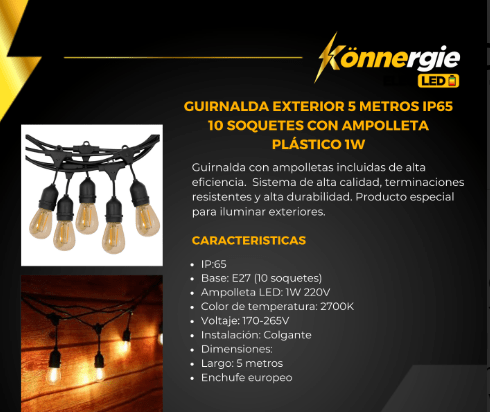 Könnergie
LED
GUIRNALDA EXTERIOR 5 METROS IP65
10 SOQUETES CON AMPOLLETA
PLÁSTICO 1W
Guirnalda con ampolletas incluidas de alta
eficiencia. Sistema de alta calidad, terminaciones
resistentes y alta durabilidad. Producto especial
para iluminar exteriores.
CARACTERISTICAS
• IP:65
• Base: E27 (10 soquetes)
• Ampolleta LED: 1W 220V
• Color de temperatura: 2700K
• Voltaje: 170-265V
• Instalación: Colgante
• Dimensiones:
• Largo: 5 metros
• Enchufe europeo